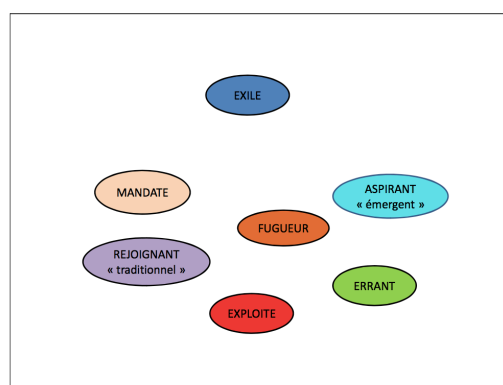 EXILE
MANDATE
ASPIRANT
« émergent »
FUGUEUR
REJOIGNANT
« traditionnel »
ERRANT
EXPLOITE